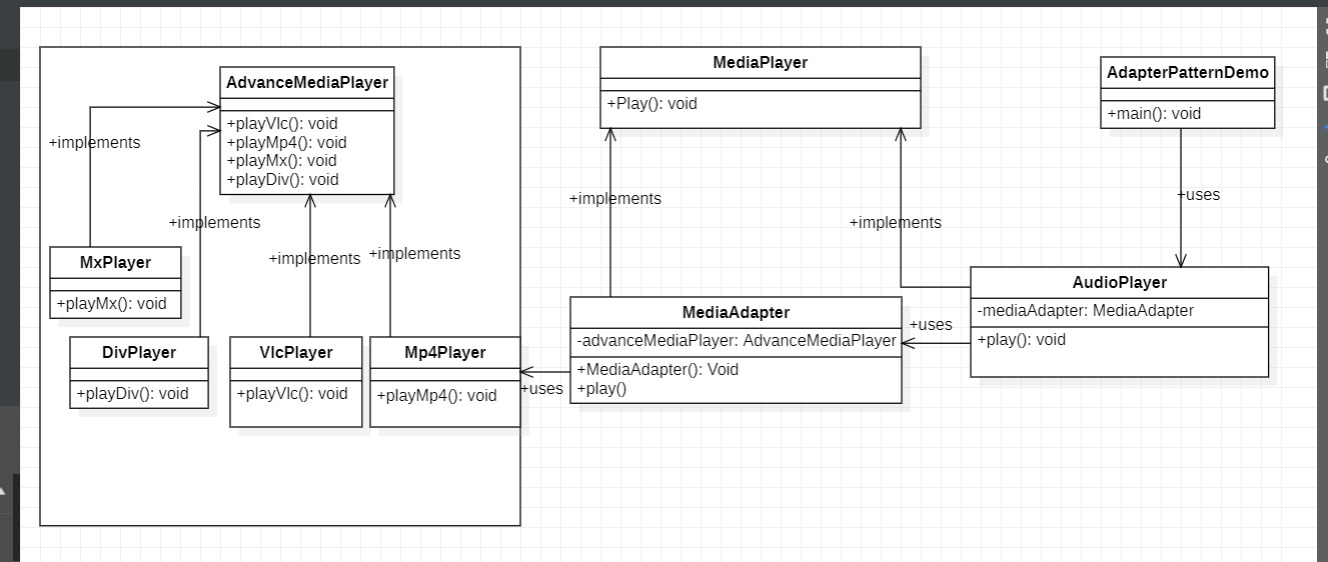 AdvanceMediaPlayer
+playVlc(): void
+playMp4(): void
+playMx(): void
+playDiv(): void
+implements
+implements
+implements
+implements
MxPlayer
+playMx(): void
DivPlayer
+playDiv(): void
VlcPlayer
+playVlc(): void
Mp4Player
+playMp4(): void
MediaPlayer
+Play(): void
+implements
+implements
MediaAdapter
-advanceMediaPlayer: AdvanceMediaPlayer
+MediaAdapter(): Void
+play()
+uses
+uses
AdapterPatternDemo
+main(): void
+uses
AudioPlayer
-mediaAdapter: MediaAdapter
+play(): void